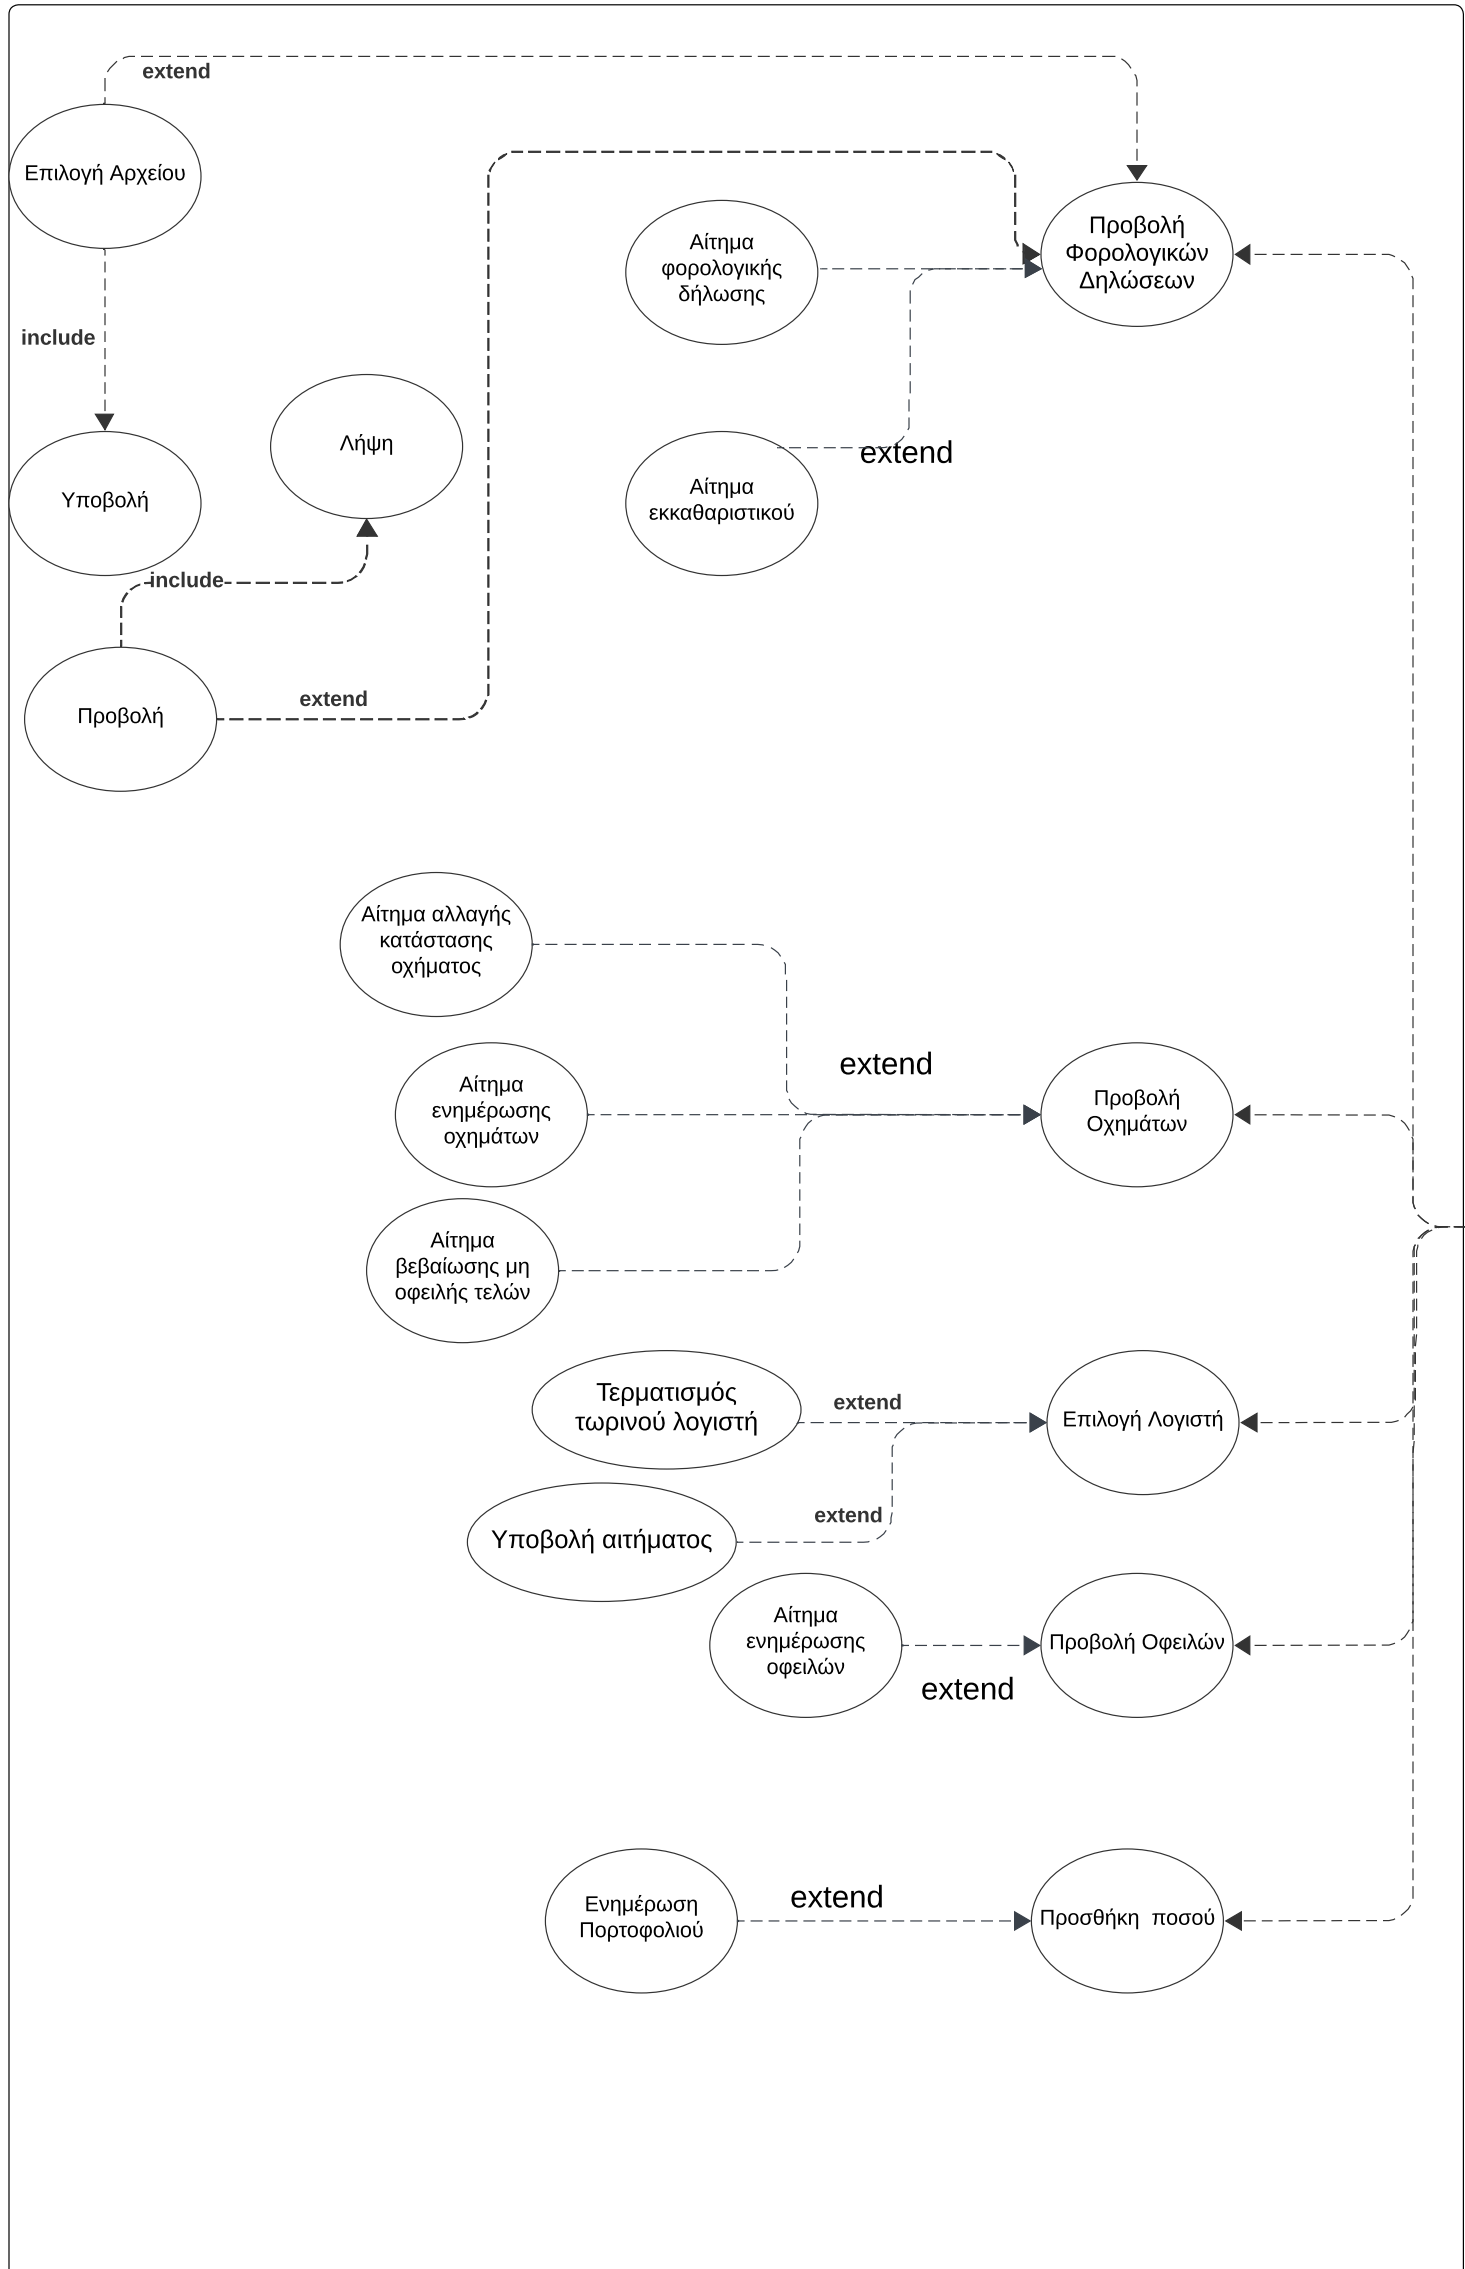 extend
Επιλογή Αρχείου
Προβολή
Φορολογικών
Δηλώσεων
Αίτημα
φορολογικής
δήλωσης
include
Λήψη
extend
Υποβολή
Αίτημα
εκκαθαριστικού
include
extend
Προβολή
Αίτημα αλλαγής
κατάστασης
οχήματος
extend
Αίτημα
ενημέρωσης
οχημάτων
Προβολή
Οχημάτων
Αίτημα
βεβαίωσης μη
οφειλής τελών
Τερματισμός
τωρινού λογιστή
extend
Επιλογή Λογιστή
extend
Υποβολή αιτήματος
Αίτημα
ενημέρωσης
οφειλών
Προβολή Οφειλών
extend
Ενημέρωση
Πορτοφολιού
extend
Προσθήκη ποσού